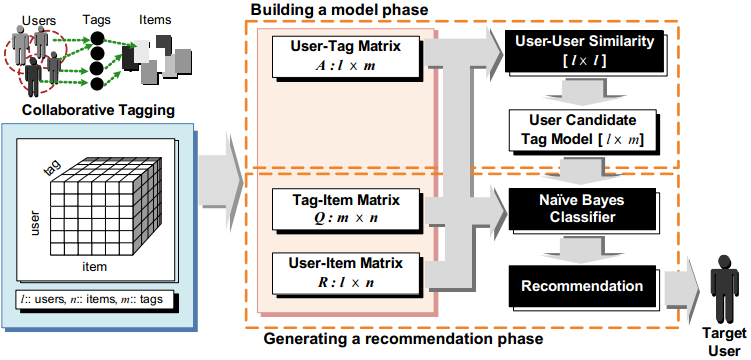 Users Tags Items
Collaborative Tagging
tag
user
item
l:: users, n:: items, m:: tags
Building a model phase
User-Tag Matrix
A : l × m
User-User Similarity
[ l × l ]
User Candidate
Tag Model [ l × m]
Tag-Item Matrix
Q : m × n
User-Item Matrix
R : l × n
Naïve Bayes
Classifier
Recommendation
Generating a recommendation phase
Target
User